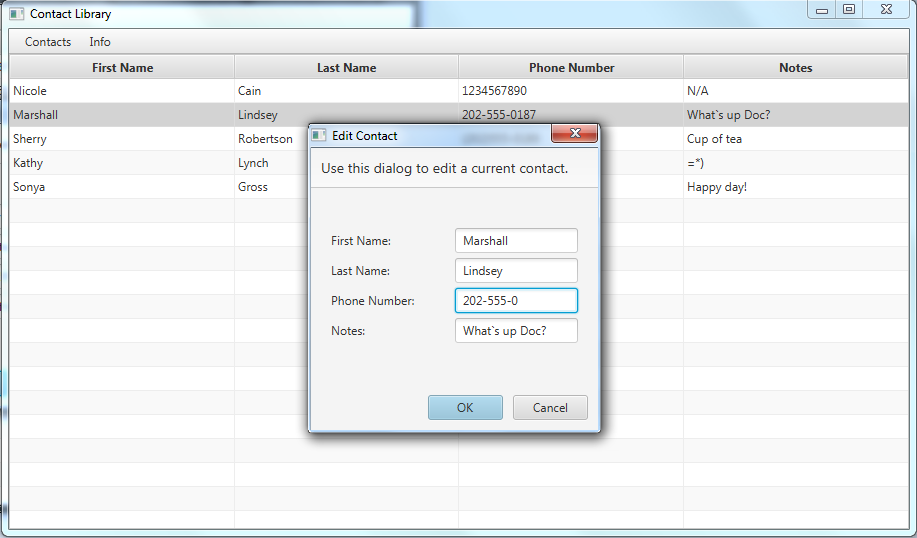 Contact Library
Contacts Info
First Name Last Name Phone Number Notes
Nicole Cain 1234567890 N/A
Marshall Lindsey 202-555-0187 What`s up Doc?
Sherry Robertson Cup of tea
Kathy Lynch =*)
Sonya Gross Happy day!
Edit Contact
Use this dialog to edit a current contact.
First Name: Marshall
Last Name: Lindsey
Phone Number: 202-555-0
Notes: What`s up Doc?
OK Cancel